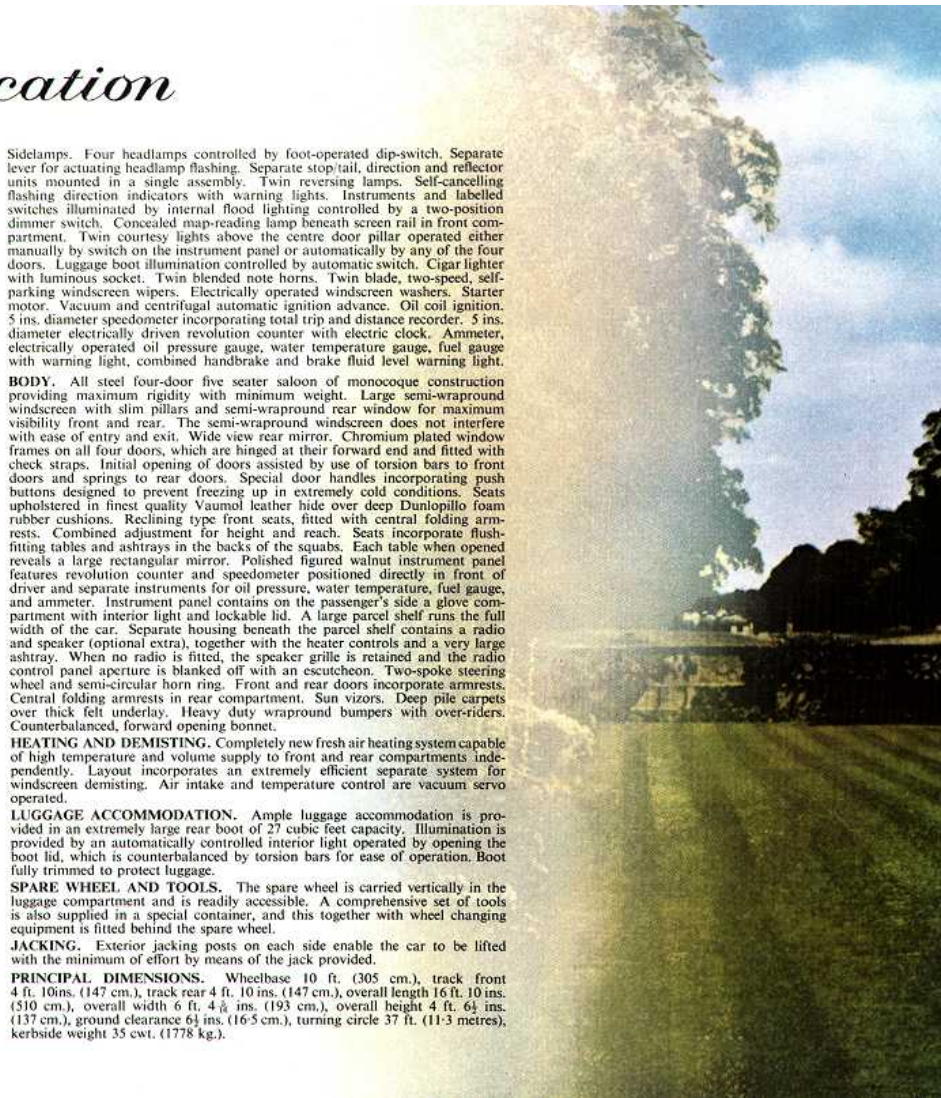 cation
Sidelamps. Four headlamps controlled by foot-operated dip-switch. Separate
lever for actuating headlamp flashing. Separate stop/tail, direction and reflector
units mounted in a single assembly. Twin reversing lamps. Self-cancelling
flashing direction indicators with warning lights. Instruments and labelled
switches illuminated by internal flood lighting controlled by a two-position
dimmer switch. Concealed map-reading lamp beneath screen rail in front com-
partment. Twin courtesy lights above the centre door pillar operated either
manually by switch on the instrument panel or automatically by any of the four
doors. Luggage boot illumination controlled by automatic switch. Cigar lighter
with luminous socket. Twin blended note horns. Twin blade, two-speed, self-
parking windscreen wipers. Electrically operated windscreen washers. Starter
motor. Vacuum and centrifugal automatic ignition advance. Oil coil ignition.
5 ins. diameter speedometer incorporating total trip and distance recorder. 5 ins.
diameter electrically driven revolution counter with electric clock. Ammeter,
electrically operated oil pressure gauge, water temperature gauge, fuel gauge
with warning light, combined handbrake and brake fluid level warning light.
BODY. All steel four-door five seater saloon of monocoque construction
providing maximum rigidity with minimum weight. Large semi-wrapround
windscreen with slim pillars and semi-wrapround rear window for maximum
visibility front and rear. The semi-wrapround windscreen does not interfere
with ease of entry and exit. Wide view rear mirror. Chromium plated window
frames on all four doors, which are hinged at their forward end and fitted with
check straps. Initial opening of doors assisted by use of torsion bars to front
doors and springs to rear doors. Special door handles incorporating push
buttons designed to prevent freezing up in extremely cold conditions. Seats
upholstered in finest quality Vaumol leather hide over deep Dunlopillo foam
rubber cushions. Reclining type front seats, fitted with central folding arm-
rests. Combined adjustment for height and reach. Seats incorporate flush-
fitting tables and ashtrays in the backs of the squabs. Each table when opened
reveals a large rectangular mirror. Polished figured walnut instrument panel
features revolution counter and speedometer positioned directly in front of
driver and separate instruments for oil pressure, water temperature, fuel gauge,
and ammeter. Instrument panel contains on the passenger's side a glove com-
partment with interior light and lockable lid. A large parcel shelf runs the full
width of the car. Separate housing beneath the parcel shelf contains a radio
and speaker (optional extra), together with the heater controls and a very large
ashtray. When no radio is fitted, the speaker grille is retained and the radio
control panel aperture is blanked off with an escutcheon. Two-spoke steering
wheel and semi-circular horn ring. Front and rear doors incorporate armrests.
Central folding armrests in rear compartment. Sun vizors. Deep pile carpets
over thick felt underlay. Heavy duty wrapround bumpers with over-riders.
Counterbalanced, forward opening bonnet.
HEATING AND DEMISTING. Completely new fresh air heating system capable
of high temperature and volume supply to front and rear compartments inde-
pendently. Layout incorporates an extremely efficient separate system for
windscreen demisting. Air intake and temperature control are vacuum servo
operated.
LUGGAGE ACCOMMODATION. Ample luggage accommodation is pro-
vided in an extremely large rear boot of 27 cubic feet capacity. Illumination is
provided by an automatically controlled interior light operated by opening the
boot lid, which is counterbalanced by torsion bars for ease of operation. Boot
fully trimmed to protect luggage.
SPARE WHEEL AND TOOLS. The spare wheel is carried vertically in the
luggage compartment and is readily accessible. A comprehensive set of tools
is also supplied in a special container, and this together with wheel changing
equipment is fitted behind the spare wheel.
JACKING. Exterior jacking posts on each side enable the car to be lifted
with the minimum of effort by means of the jack provided.
PRINCIPAL DIMENSIONS. Wheelbase 10 ft. (305 cm.), track front
4 ft. 10ins. (147 cm.), track rear 4 ft. 10 ins. (147 cm.), overall length 16 ft. 10 ins.
(510 cm.), overall width 6 ft. 4 ins. (193 cm.), overall height 4 ft. 6½ ins.
(137 cm.), ground clearance 6½ ins. (16·5 cm.), turning circle 37 ft. (11·3 metres),
kerbside weight 35 cwt. (1778 kg.).